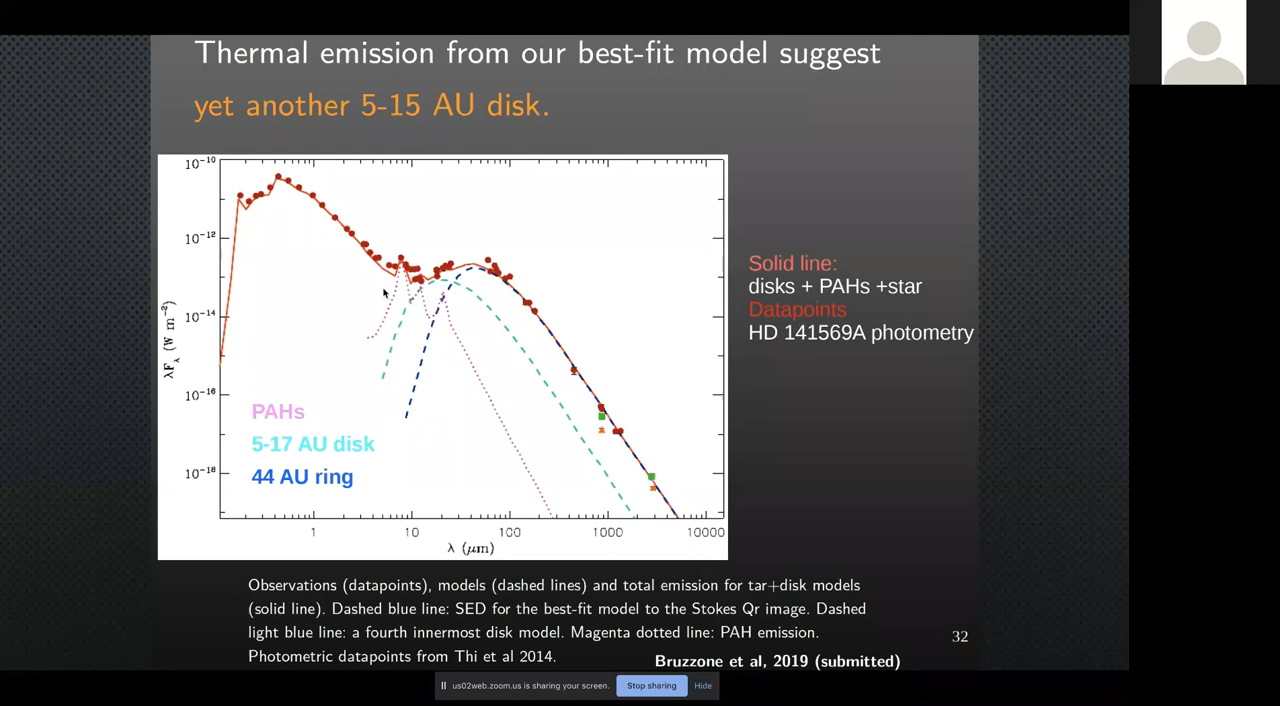 Thermal emission from our best-fit model suggest
yet another 5-15 AU disk.
10⁻¹⁰
10⁻¹²
10⁻¹⁴
10⁻¹⁶
10⁻¹⁸
λFλ (W m⁻²)
PAHs
5-17 AU disk
44 AU ring
1
10
100
1000
10000
λ (μm)
Solid line:
disks + PAHs +star
Datapoints
HD 141569A photometry
Observations (datapoints), models (dashed lines) and total emission for tar+disk models
(solid line). Dashed blue line: SED for the best-fit model to the Stokes Qr image. Dashed
light blue line: a fourth innermost disk model. Magenta dotted line: PAH emission.
Photometric datapoints from Thi et al 2014.
32
Bruzzone et al, 2019 (submitted)
us02web.zoom.us is sharing your screen.
Stop sharing
Hide